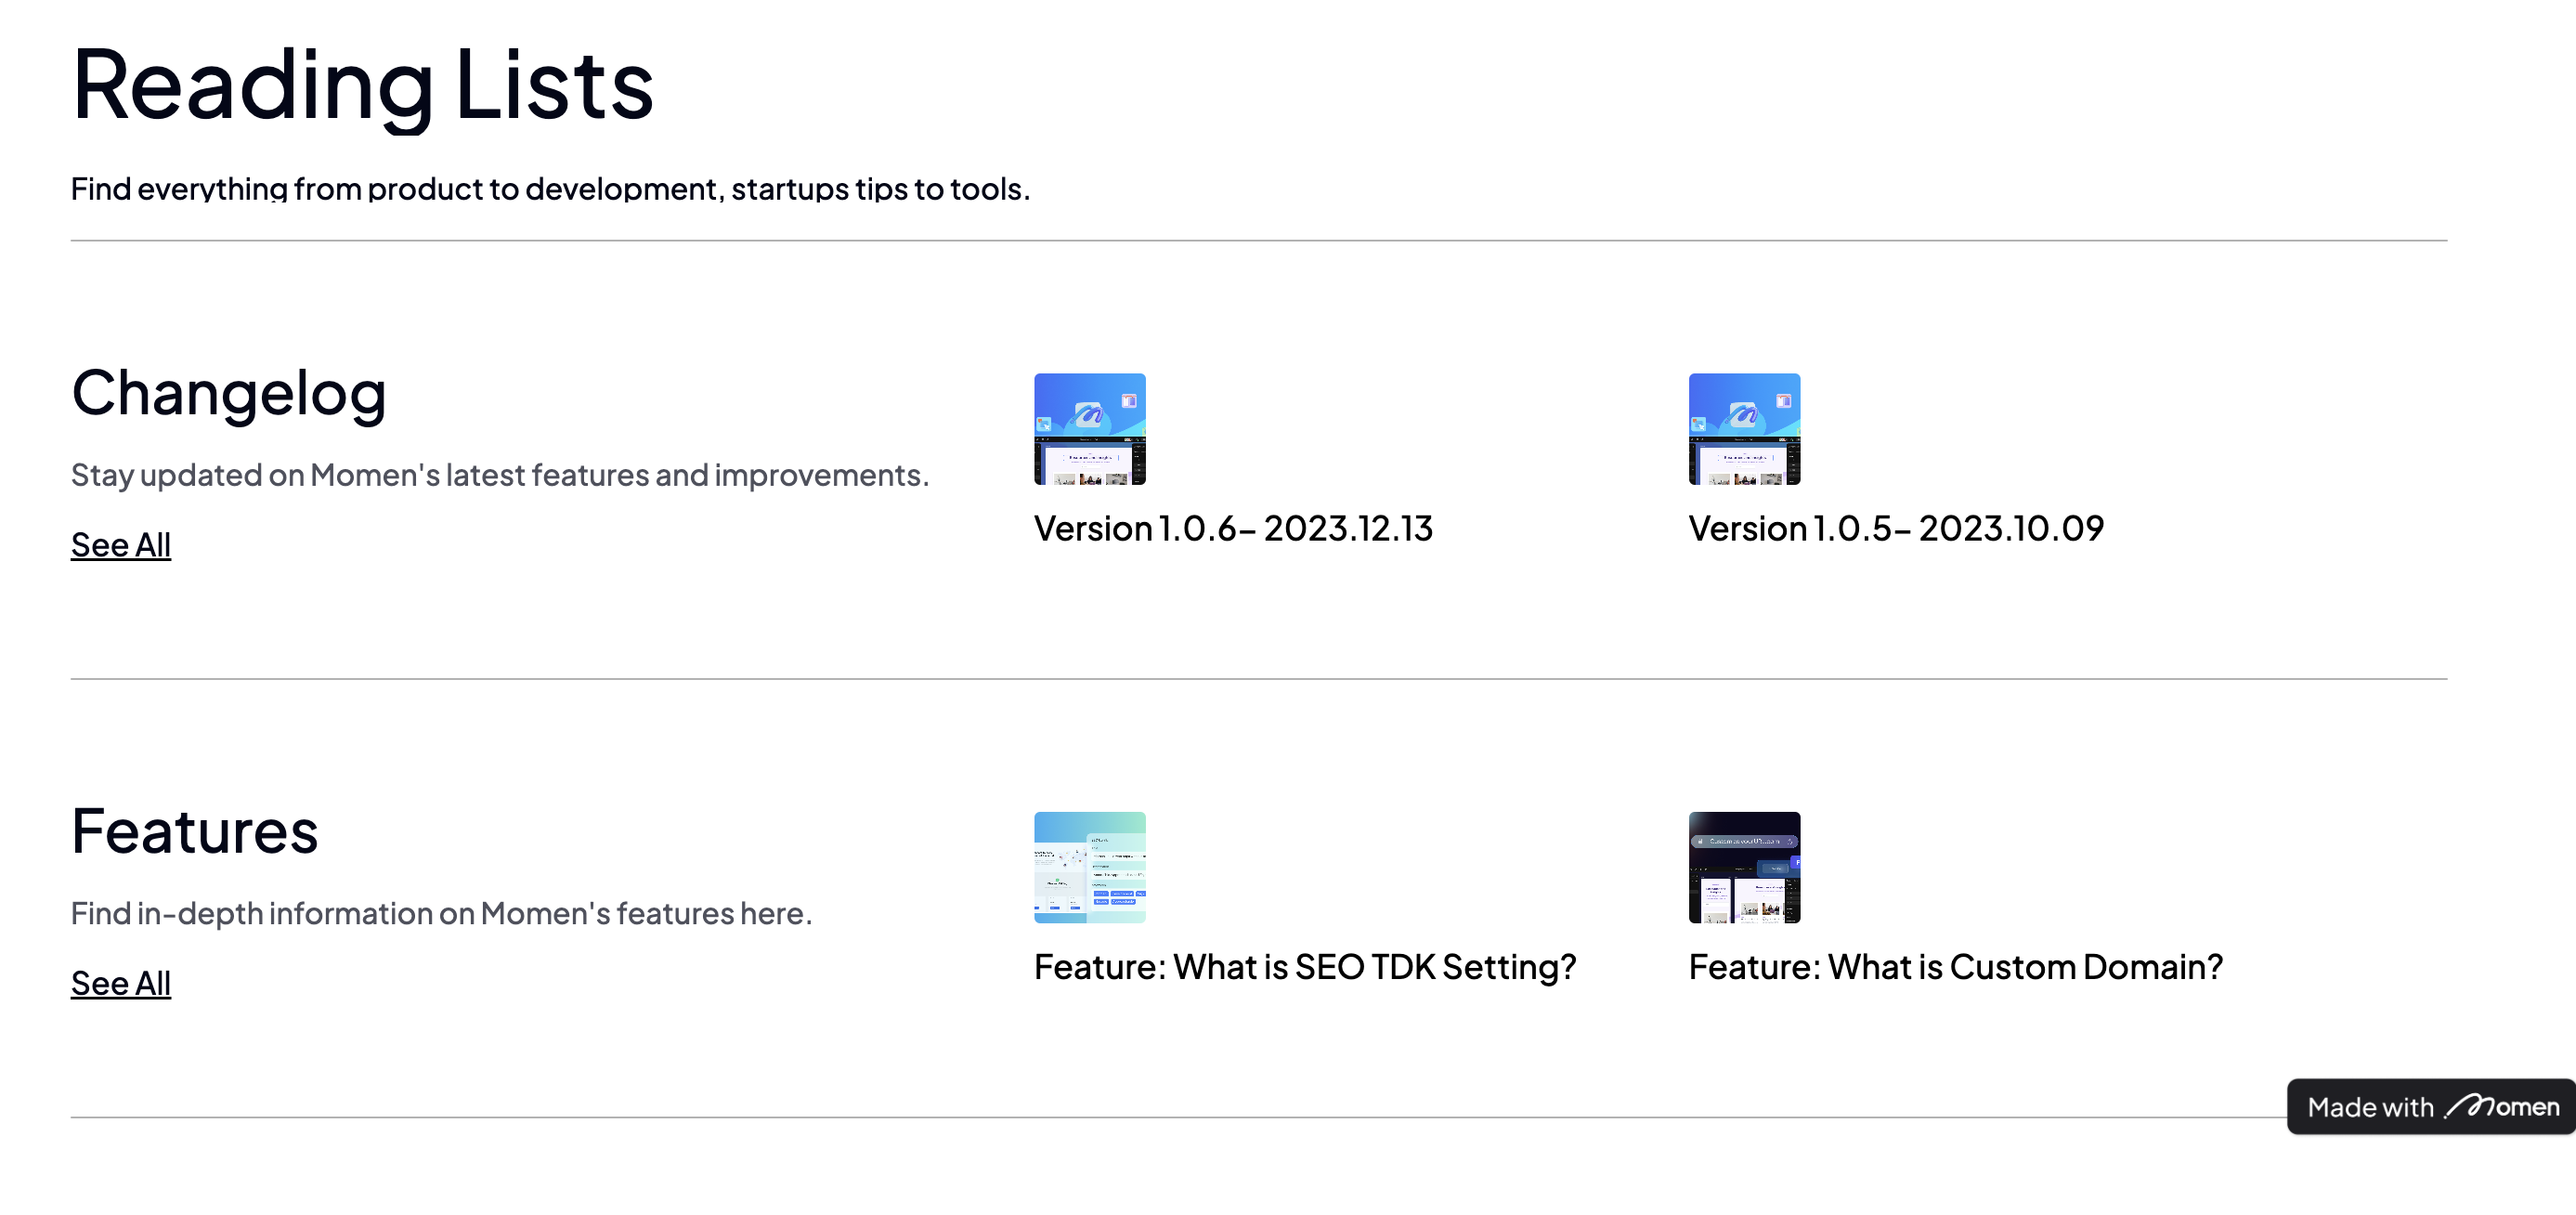 Reading Lists
Find everything from product to development, startups tips to tools.
Changelog
Stay updated on Momen's latest features and improvements.
See All
Version 1.0.6– 2023.12.13
Version 1.0.5– 2023.10.09
Features
Find in-depth information on Momen's features here.
See All
Feature: What is SEO TDK Setting?
Feature: What is Custom Domain?
Made with Momen